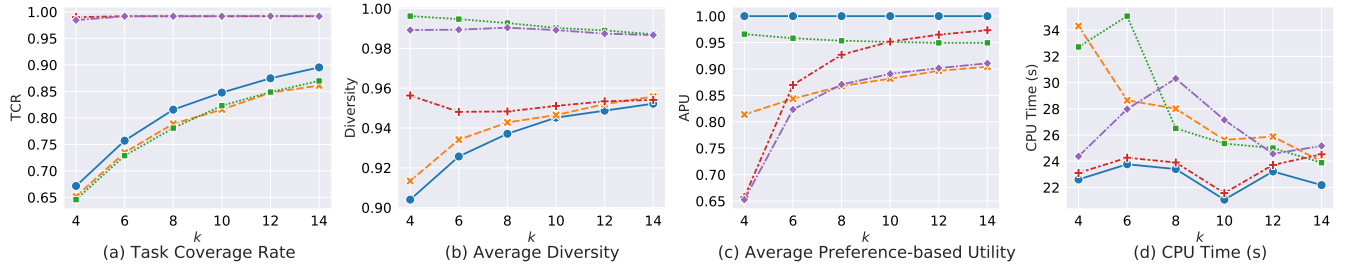 1.00
0.95
0.90
0.85
0.80
0.75
0.70
0.65
TCR
4 6 8 10 12 14
k
(a) Task Coverage Rate
1.00
0.98
0.96
0.94
0.92
0.90
Diversity
4 6 8 10 12 14
k
(b) Average Diversity
1.00
0.95
0.90
0.85
0.80
0.75
0.70
0.65
APU
4 6 8 10 12 14
k
(c) Average Preference-based Utility
34
32
30
28
26
24
22
CPU Time (s)
4 6 8 10 12 14
k
(d) CPU Time (s)